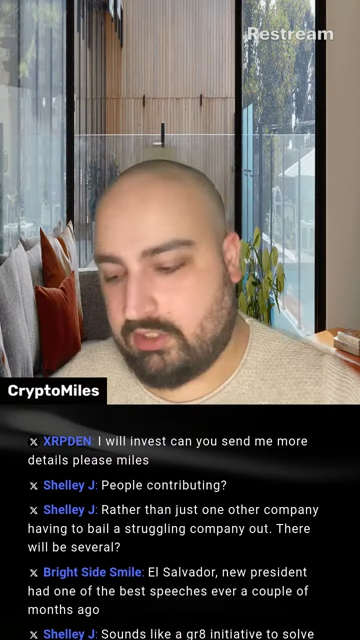 Restream
CryptoMiles
𝕏 XRPDEN: I will invest can you send me more
details please miles
𝕏 Shelley J: People contributing?
𝕏 Shelley J: Rather than just one other company
having to bail a struggling company out. There
will be several?
𝕏 Bright Side Smile: El Salvador, new president
had one of the best speeches ever a couple of
months ago
𝕏 Shelley J: Sounds like a gr8 initiative to solve